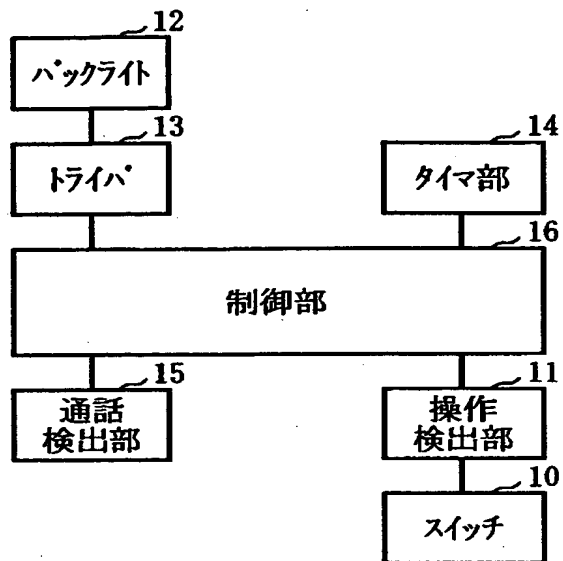 12
バックライト
13
トライバ
14
タイマ部
16
制御部
15
通話
検出部
11
操作
検出部
10
スイッチ